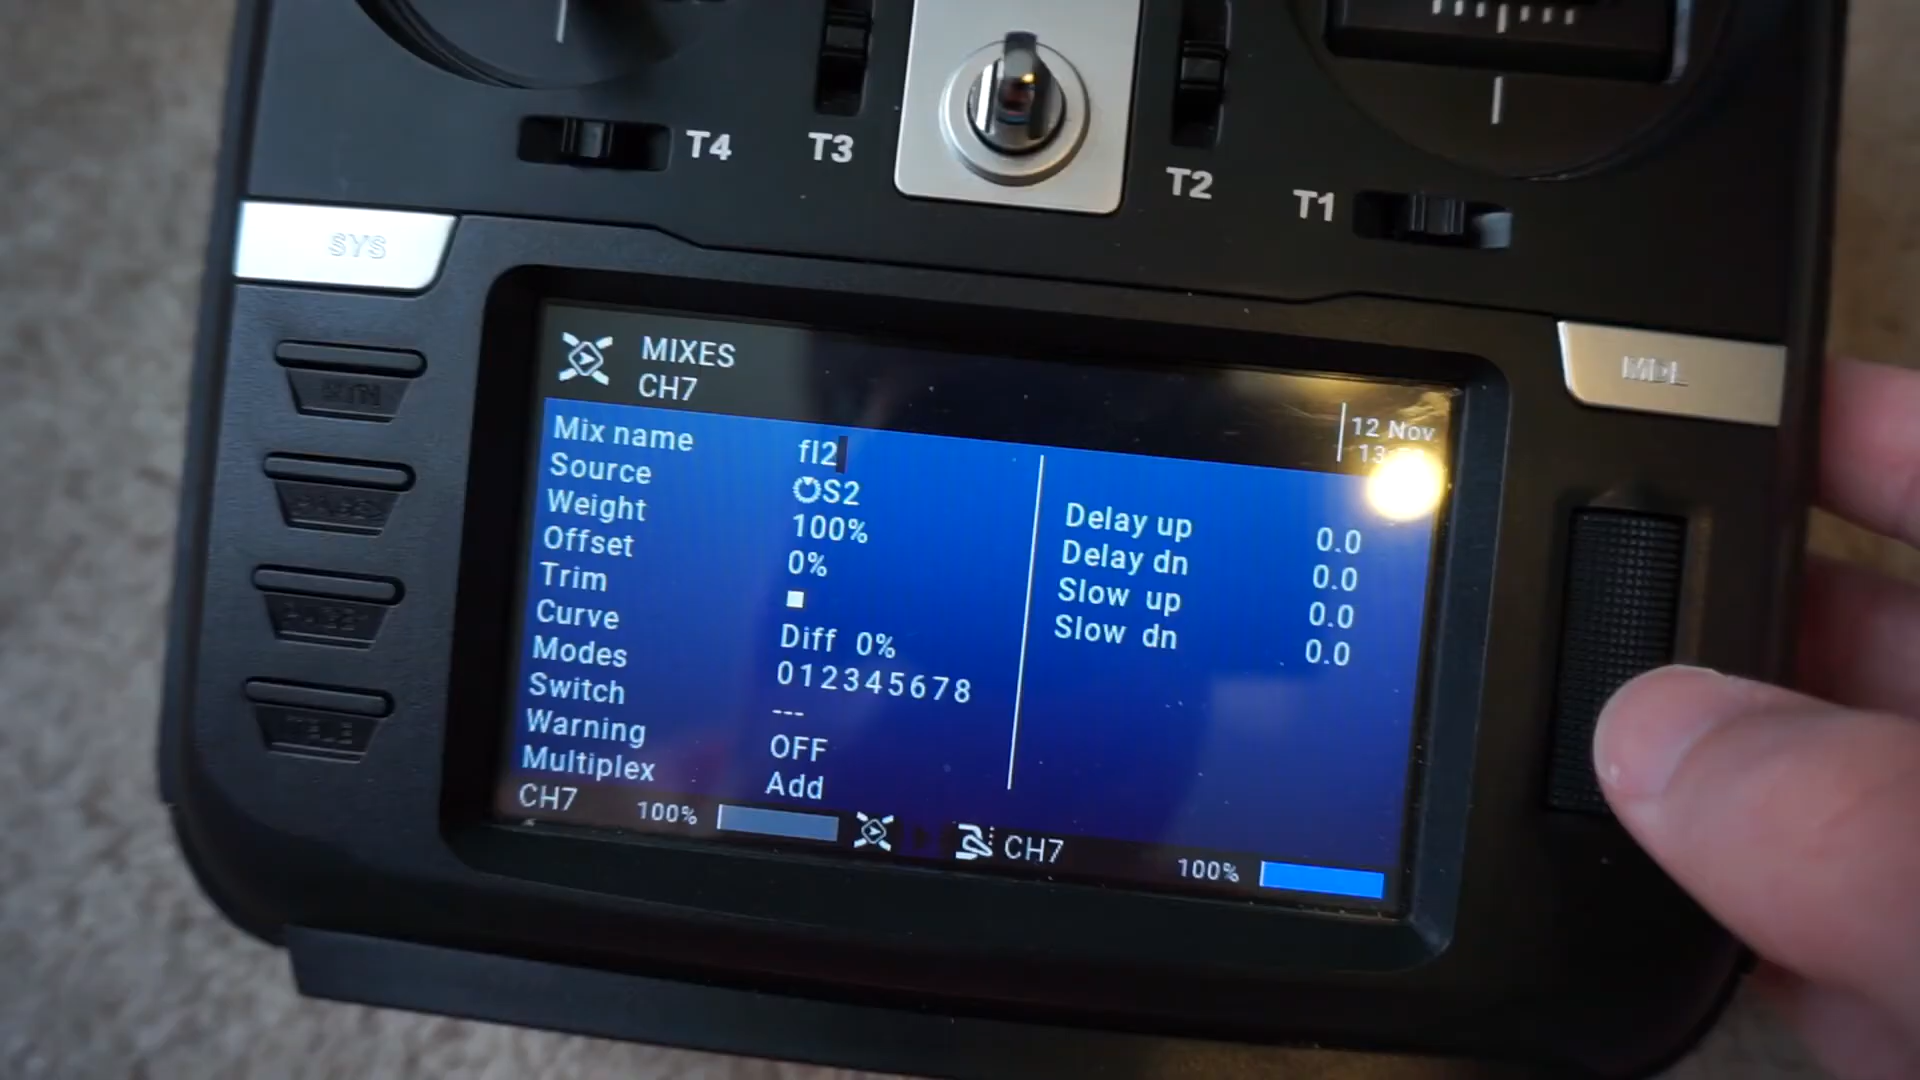 T4
T3
T2
T1
SYS
MDL
MIXES
CH7
12 Nov
Mix name fl2
Source S2
Weight 100%
Offset 0%
Trim
Curve Diff 0%
Modes 012345678
Switch ---
Warning OFF
Multiplex Add
Delay up 0.0
Delay dn 0.0
Slow up 0.0
Slow dn 0.0
CH7 100%
CH7 100%